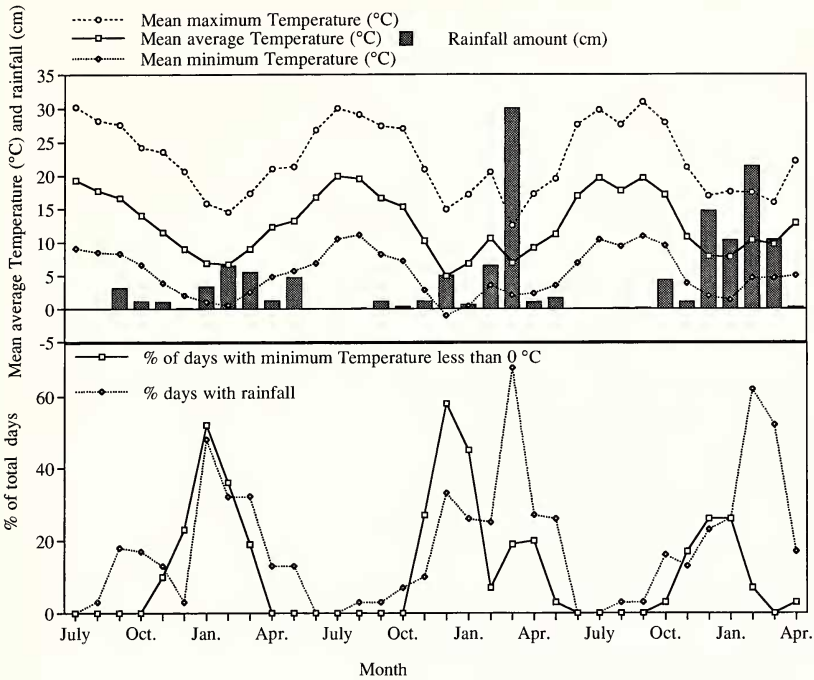 Mean maximum Temperature (°C)
Mean average Temperature (°C) Rainfall amount (cm)
Mean minimum Temperature (°C)
Mean average Temperature (°C) and rainfall (cm)
35
30
25
20
15
10
5
0
-5
% of days with minimum Temperature less than 0 °C
% days with rainfall
% of total days
60
40
20
0
July Oct. Jan. Apr. July Oct. Jan. Apr. July Oct. Jan. Apr.
Month